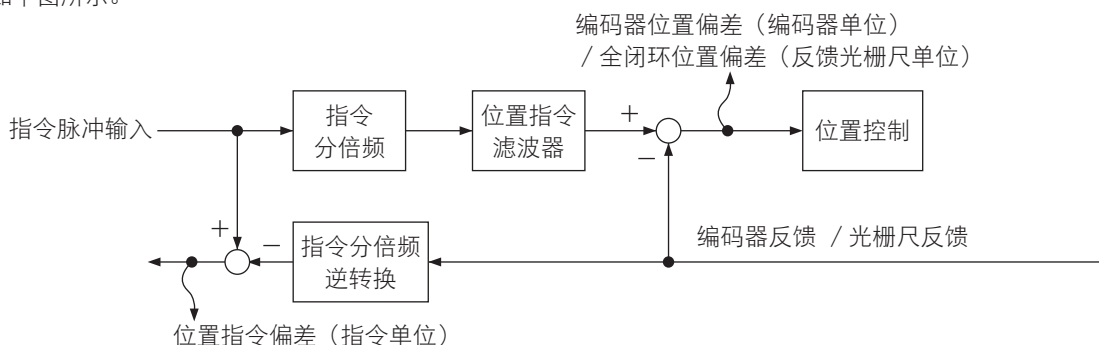 如下图所示。
编码器位置偏差（编码器单位）
/ 全闭环位置偏差（反馈光栅尺单位）
指令脉冲输入
指令
分倍频
位置指令
滤波器
+
−
位置控制
编码器反馈 / 光栅尺反馈
+
−
指令分倍频
逆转换
位置指令偏差（指令单位）